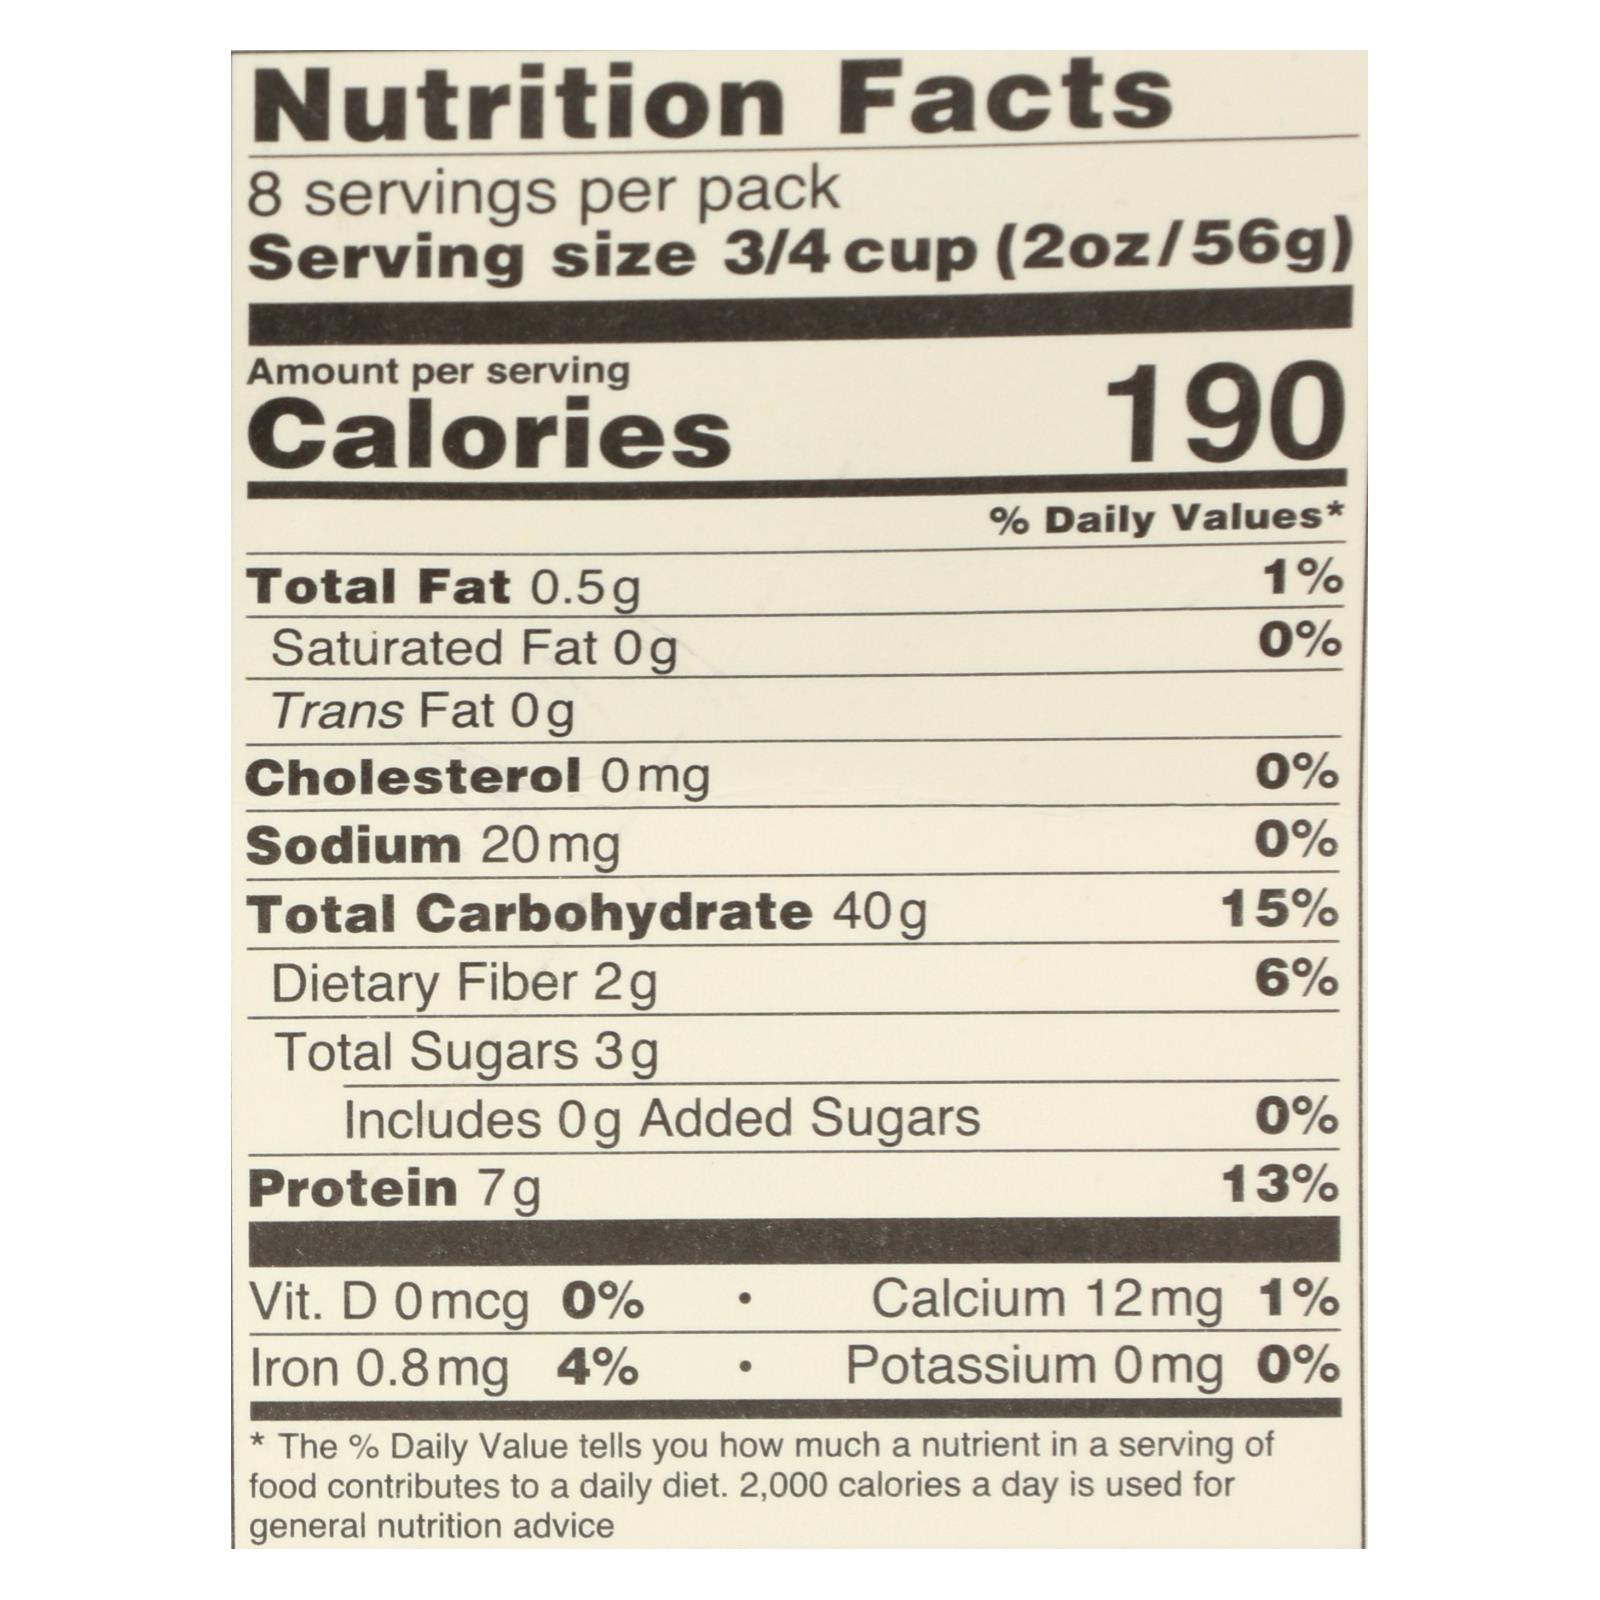 Nutrition Facts
8 servings per pack
Serving size 3/4 cup (2oz/56g)
Amount per serving
Calories 190
% Daily Values*
Total Fat 0.5g 1%
Saturated Fat 0g 0%
Trans Fat 0g
Cholesterol 0mg 0%
Sodium 20mg 0%
Total Carbohydrate 40g 15%
Dietary Fiber 2g 6%
Total Sugars 3g
Includes 0g Added Sugars 0%
Protein 7g 13%
Vit. D 0mcg 0% • Calcium 12mg 1%
Iron 0.8mg 4% • Potassium 0mg 0%
* The % Daily Value tells you how much a nutrient in a serving of
food contributes to a daily diet. 2,000 calories a day is used for
general nutrition advice